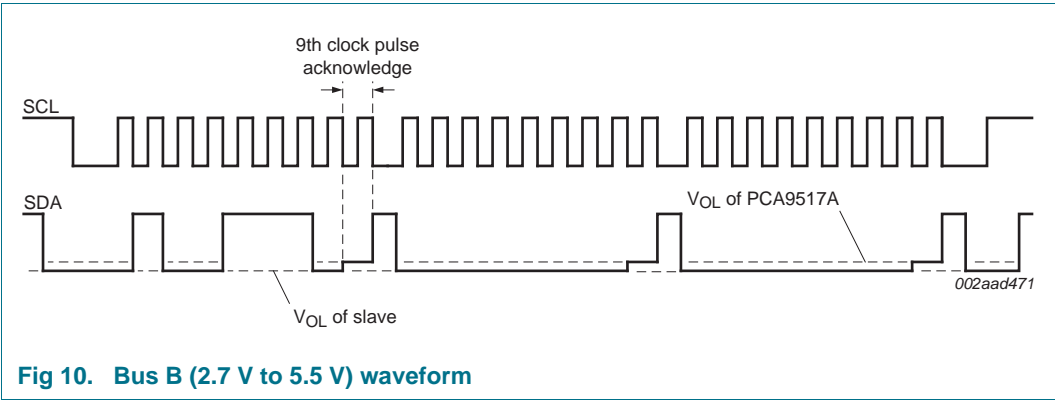 9th clock pulse
acknowledge
SCL
SDA
VOL of PCA9517A
002aad471
VOL of slave
Fig 10. Bus B (2.7 V to 5.5 V) waveform